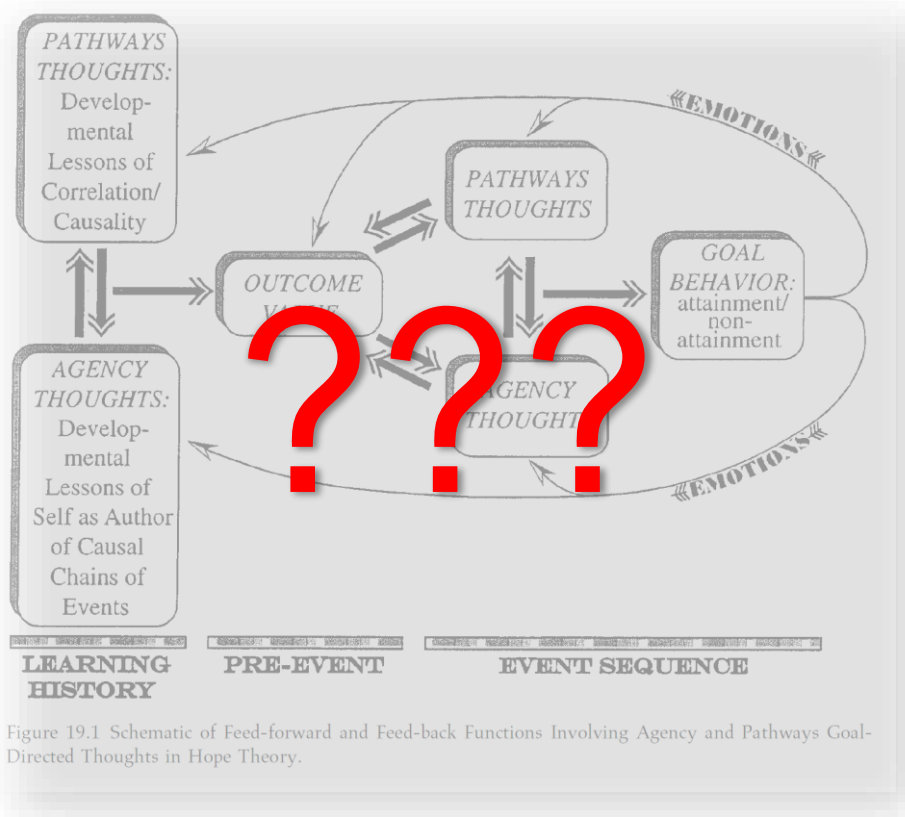 PATHWAYS
THOUGHTS:
Develop-
mental
Lessons of
Correlation/
Causality
AGENCY
THOUGHTS:
Develop-
mental
Lessons of
Self as Author
of Causal
Chains of
Events
OUTCOME
VALUE
PATHWAYS
THOUGHTS
AGENCY
THOUGHT
GOAL
BEHAVIOR:
attainment/
non-
attainment
EMOTIONS
EMOTIONS
???
LEARNING
HISTORY
PRE-EVENT
EVENT SEQUENCE
Figure 19.1 Schematic of Feed-forward and Feed-back Functions Involving Agency and Pathways Goal-
Directed Thoughts in Hope Theory.